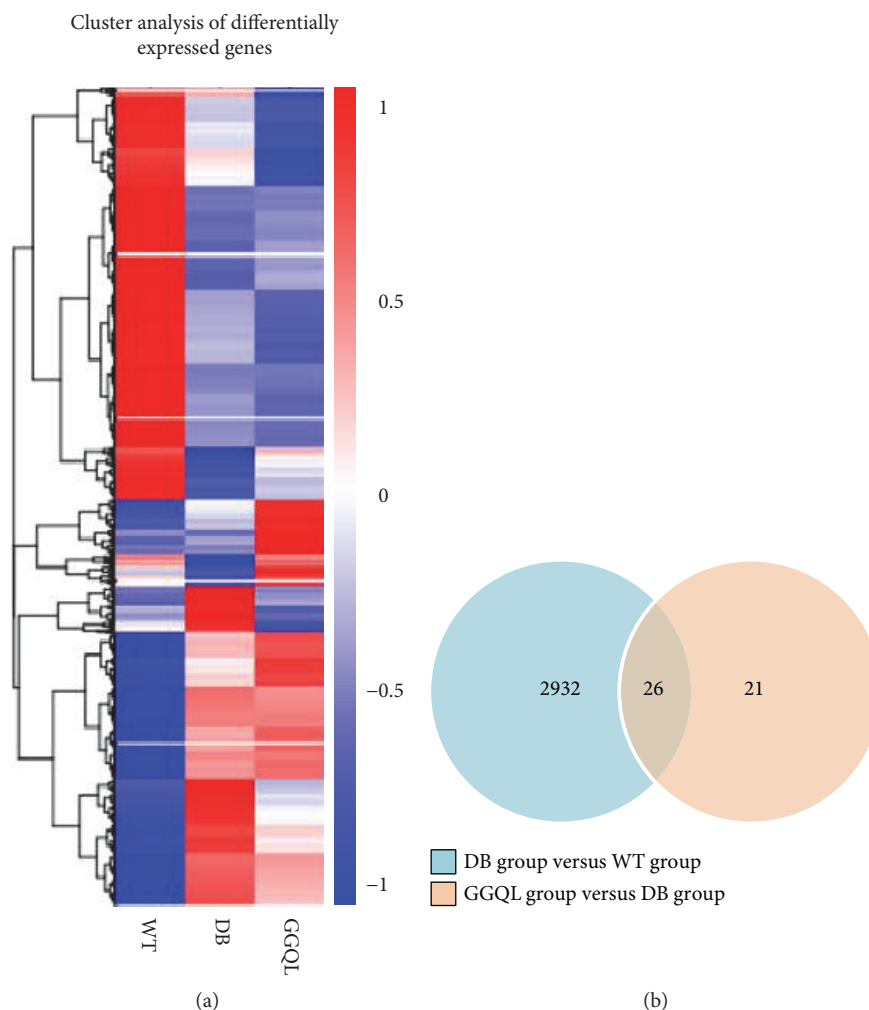 Cluster analysis of differentially
expressed genes
1
0.5
0
−0.5
−1
WT
DB
GGQL
(a)
2932
26
21
DB group versus WT group
GGQL group versus DB group
(b)